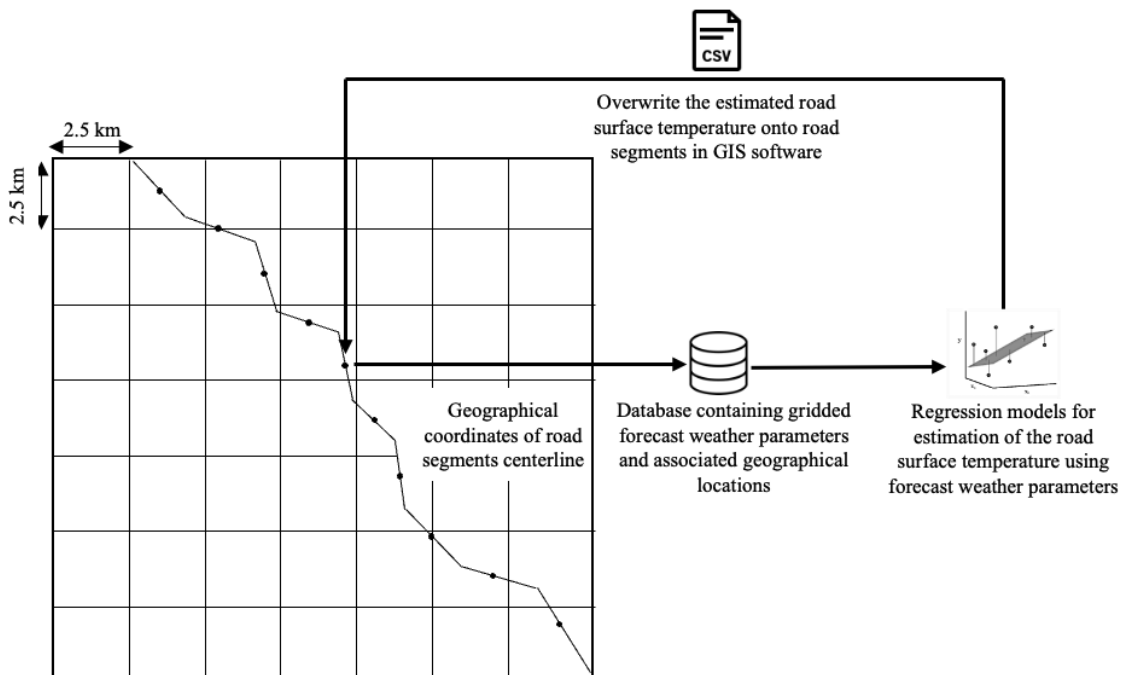 CSV
Overwrite the estimated road
surface temperature onto road
segments in GIS software
2.5 km
2.5 km
Geographical
coordinates of road
segments centerline
Database containing gridded
forecast weather parameters
and associated geographical
locations
Regression models for
estimation of the road
surface temperature using
forecast weather parameters